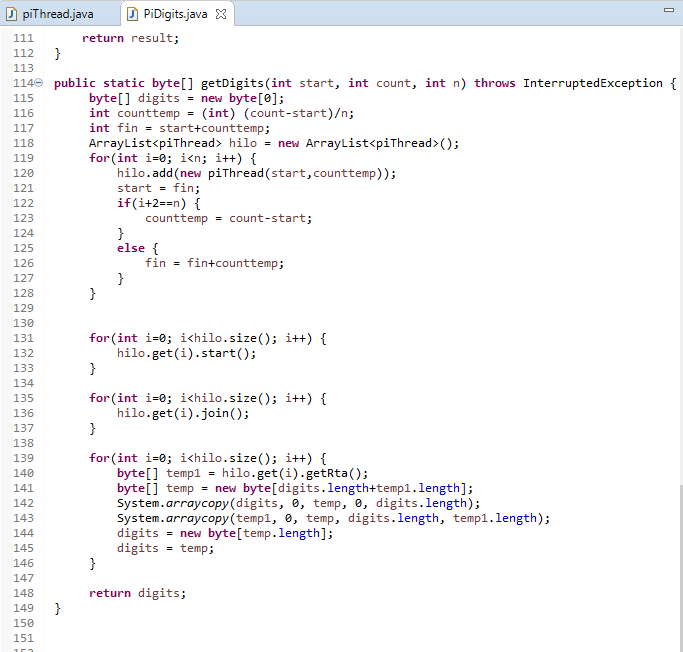 piThread.java PiDigits.java
111 return result;
112 }
113
114 public static byte[] getDigits(int start, int count, int n) throws InterruptedException {
115 byte[] digits = new byte[0];
116 int counttemp = (int) (count-start)/n;
117 int fin = start+counttemp;
118 ArrayList<piThread> hilo = new ArrayList<piThread>();
119 for(int i=0; i<n; i++) {
120 hilo.add(new piThread(start,counttemp));
121 start = fin;
122 if(i+2==n) {
123 counttemp = count-start;
124 }
125 else {
126 fin = fin+counttemp;
127 }
128 }
129
130
131 for(int i=0; i<hilo.size(); i++) {
132 hilo.get(i).start();
133 }
134
135 for(int i=0; i<hilo.size(); i++) {
136 hilo.get(i).join();
137 }
138
139 for(int i=0; i<hilo.size(); i++) {
140 byte[] temp1 = hilo.get(i).getRta();
141 byte[] temp = new byte[digits.length+temp1.length];
142 System.arraycopy(digits, 0, temp, 0, digits.length);
143 System.arraycopy(temp1, 0, temp, digits.length, temp1.length);
144 digits = new byte[temp.length];
145 digits = temp;
146 }
147
148 return digits;
149 }
150
151